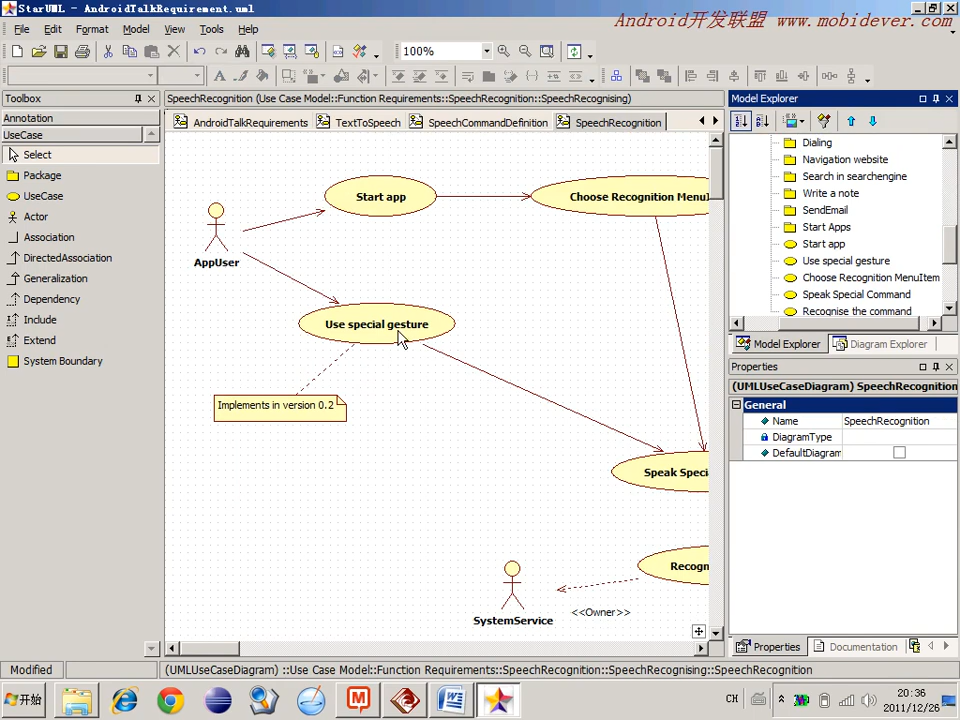 StarUML - AndroidTalkRequirement.uml
Android开发联盟 www.mobidever.com
File Edit Format Model View Tools Help
100%
Toolbox
SpeechRecognition (Use Case Model::Function Requirements::SpeechRecognition::SpeechRecognising)
Model Explorer
Annotation
UseCase
AndroidTalkRequirements TextToSpeech SpeechCommandDefinition SpeechRecognition
Select
Package
UseCase
Actor
Association
DirectedAssociation
Generalization
Dependency
Include
Extend
System Boundary
Start app
Choose Recognition MenuI
AppUser
Use special gesture
Implements in version 0.2
Speak Speci
Recogn
SystemService
<<Owner>>
Dialing
Navigation website
Search in searchengine
Write a note
SendEmail
Start Apps
Start app
Use special gesture
Choose Recognition MenuItem
Speak Special Command
Recognise the command
Model Explorer Diagram Explorer
Properties
(UMLUseCaseDiagram) SpeechRecognition
General
Name SpeechRecognition
DiagramType
DefaultDiagram
Properties Documentation
Modified
(UMLUseCaseDiagram) ::Use Case Model::Function Requirements::SpeechRecognition::SpeechRecognising::SpeechRecognition
开始
CH
20:36
2011/12/26